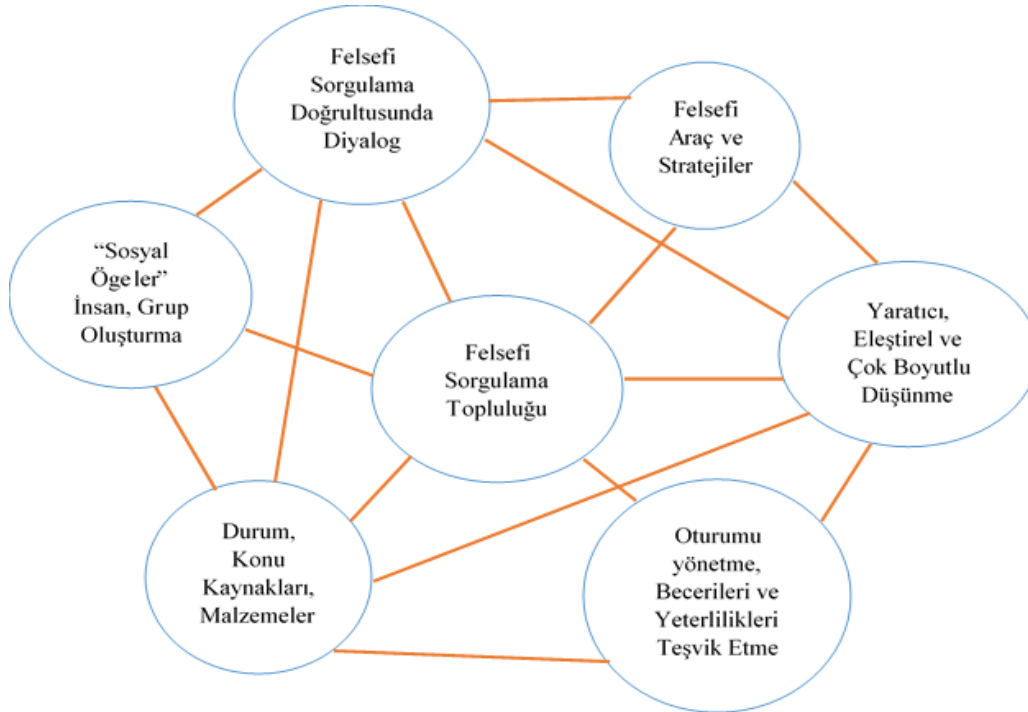 Felsefi
Sorgulama
Doğrultusunda
Diyalog
Felsefi
Araç ve
Stratejiler
“Sosyal
Ögeler”
İnsan, Grup
Oluşturma
Felsefi
Sorgulama
Topluluğu
Yaratıcı,
Eleştirel ve
Çok Boyutlu
Düşünme
Durum,
Konu
Kaynakları,
Malzemeler
Oturumu
yönetme,
Becerileri ve
Yeterlilikleri
Teşvik Etme